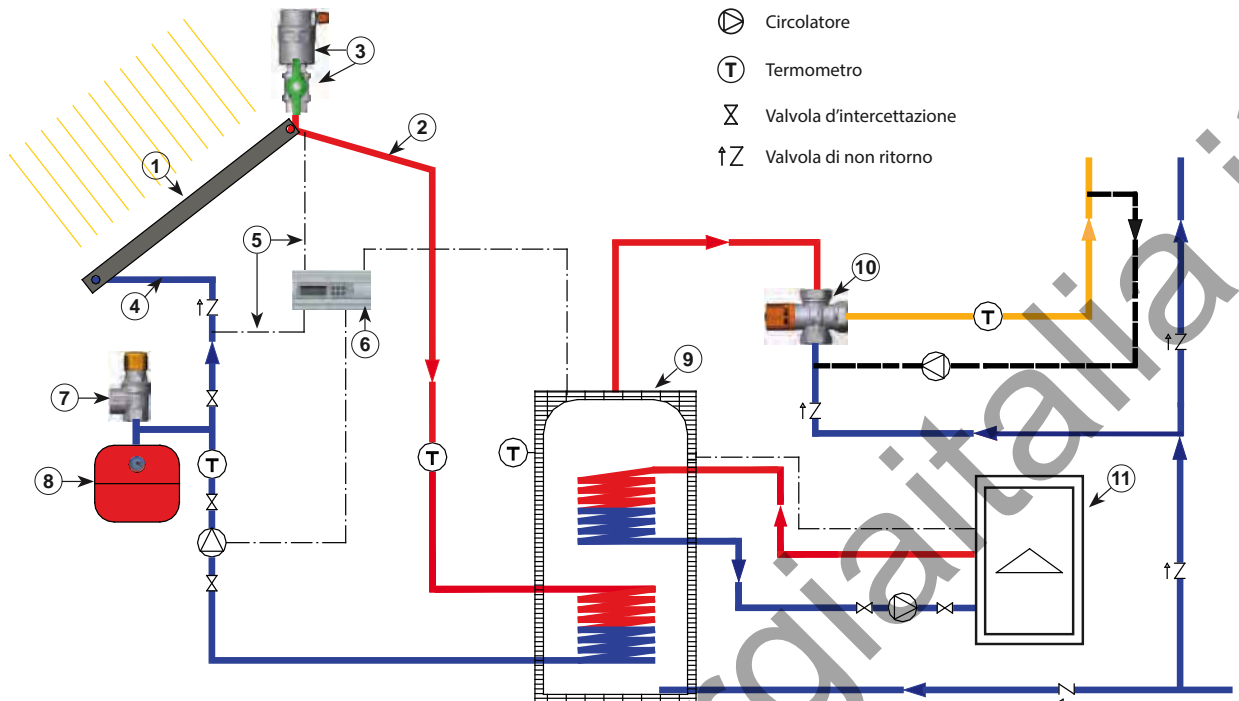 Circolatore
T Termometro
Valvola d'intercettazione
Valvola di non ritorno
3
2
1
5
4
10
6
T
9
7
T
T
T
8
11
ergiaitalia i